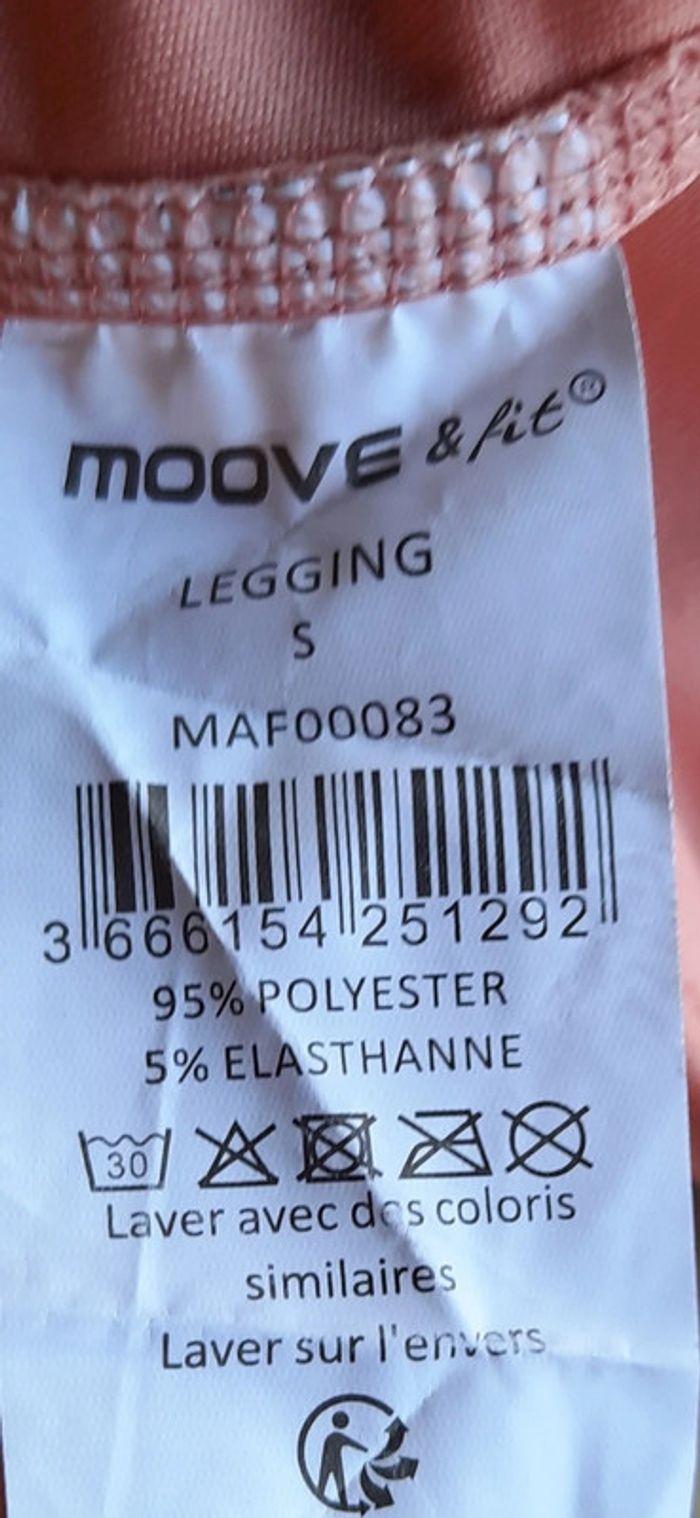 mOOVE & fit®
LEGGING
S
MAF00083
3 666154 251292
95% POLYESTER
5% ELASTHANNE
30
Laver avec des coloris
similaires
Laver sur l'envers